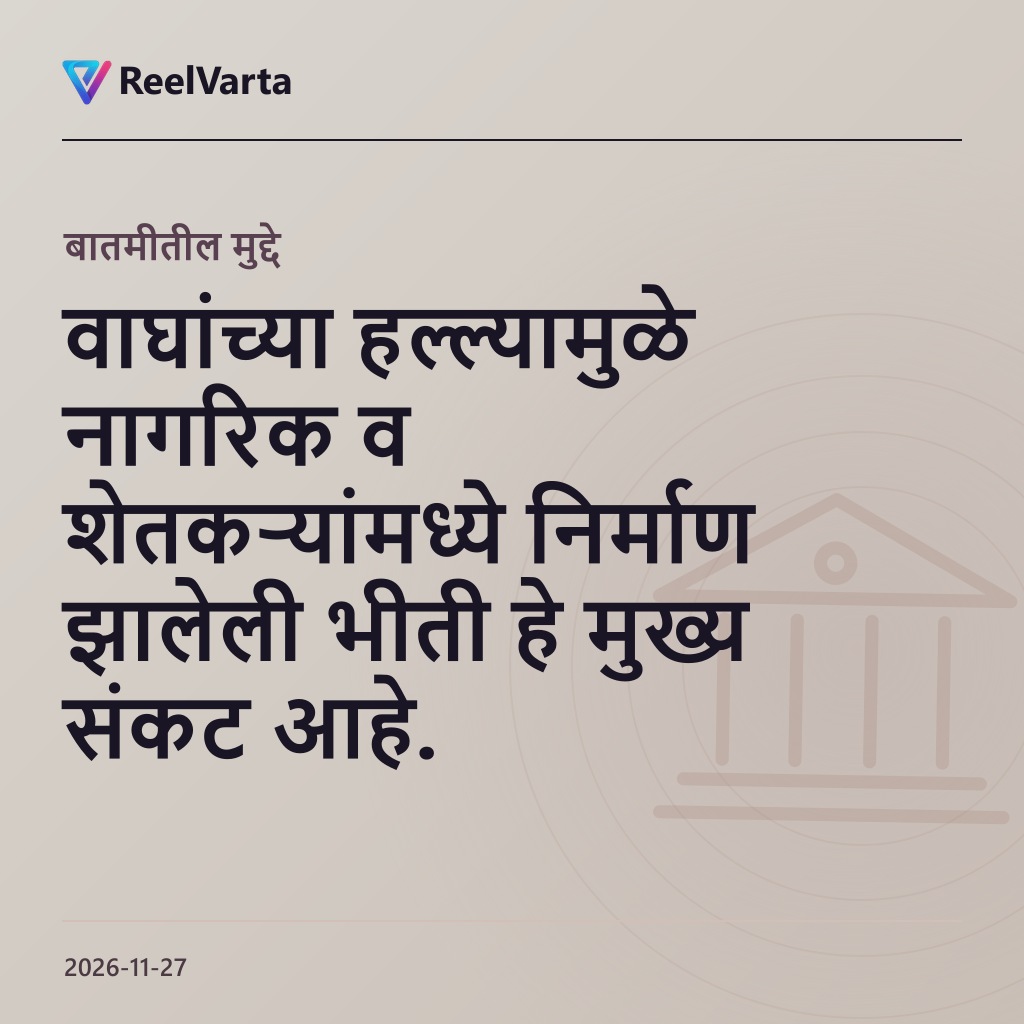 ReelVarta
बातमीतील मुद्दे
वाघांच्या हल्ल्यामुळे
नागरिक व
शेतकऱ्यांमध्ये निर्माण
झालेली भीती हे मुख्य
संकट आहे.
2026-11-27